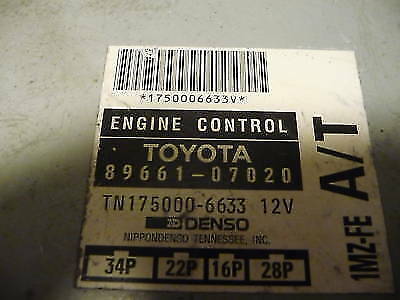 *1750006633V*
ENGINE CONTROL
TOYOTA
89661-07020
TN175000-6633 12V
DENSO
NIPPONDENSO TENNESSEE, INC.
34P 22P 16P 28P
1MZ-FE A/T